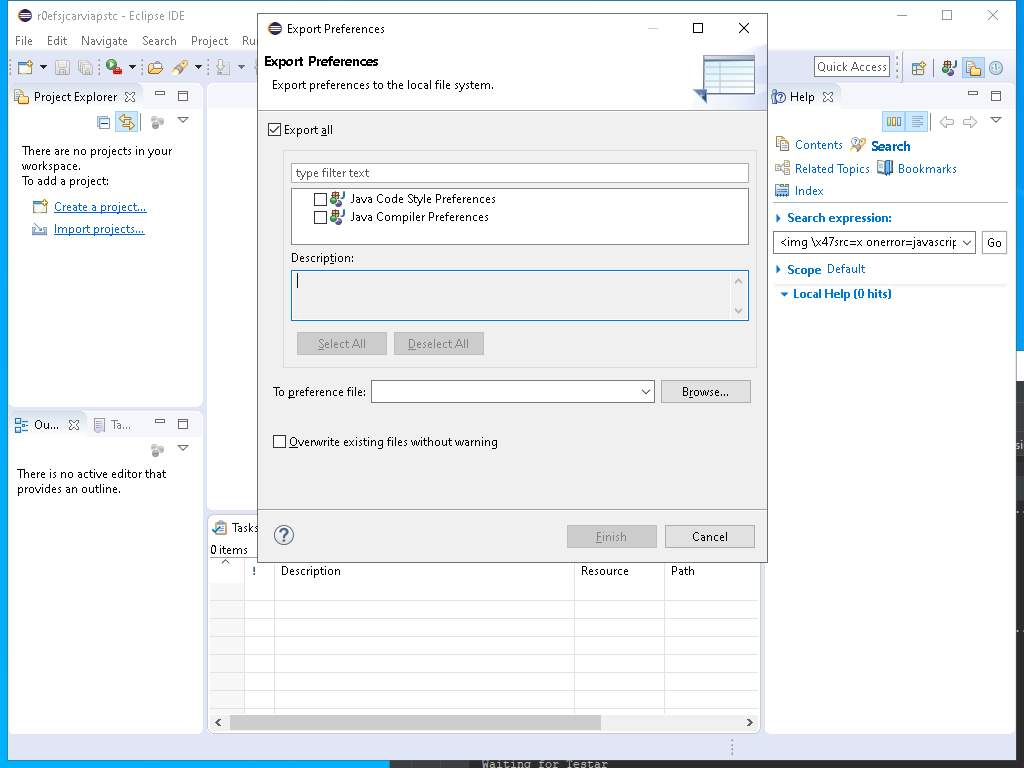 r0efsjcarviapstc - Eclipse IDE
File Edit Navigate Search Project
Quick Access
Project Explorer
There are no projects in your
workspace.
To add a project:
Create a project...
Import projects...
Ou... Ta...
There is no active editor that
provides an outline.
Export Preferences
Export Preferences
Export preferences to the local file system.
Export all
type filter text
Java Code Style Preferences
Java Compiler Preferences
Description:
Select All Deselect All
To preference file: Browse...
Overwrite existing files without warning
? Finish Cancel
Tasks
0 items
! Description Resource Path
Help
Contents Search
Related Topics Bookmarks
Index
Search expression:
<img \x47src=x onerror=javascrip Go
Scope Default
Local Help (0 hits)
Waiting for Testar